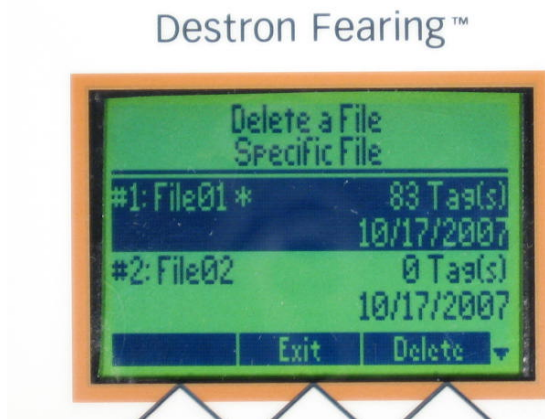 Destron Fearing™
Delete a File
Specific File
#1: File01 * 83 Tag(s)
10/17/2007
#2: File02 0 Tag(s)
10/17/2007
Exit Delete